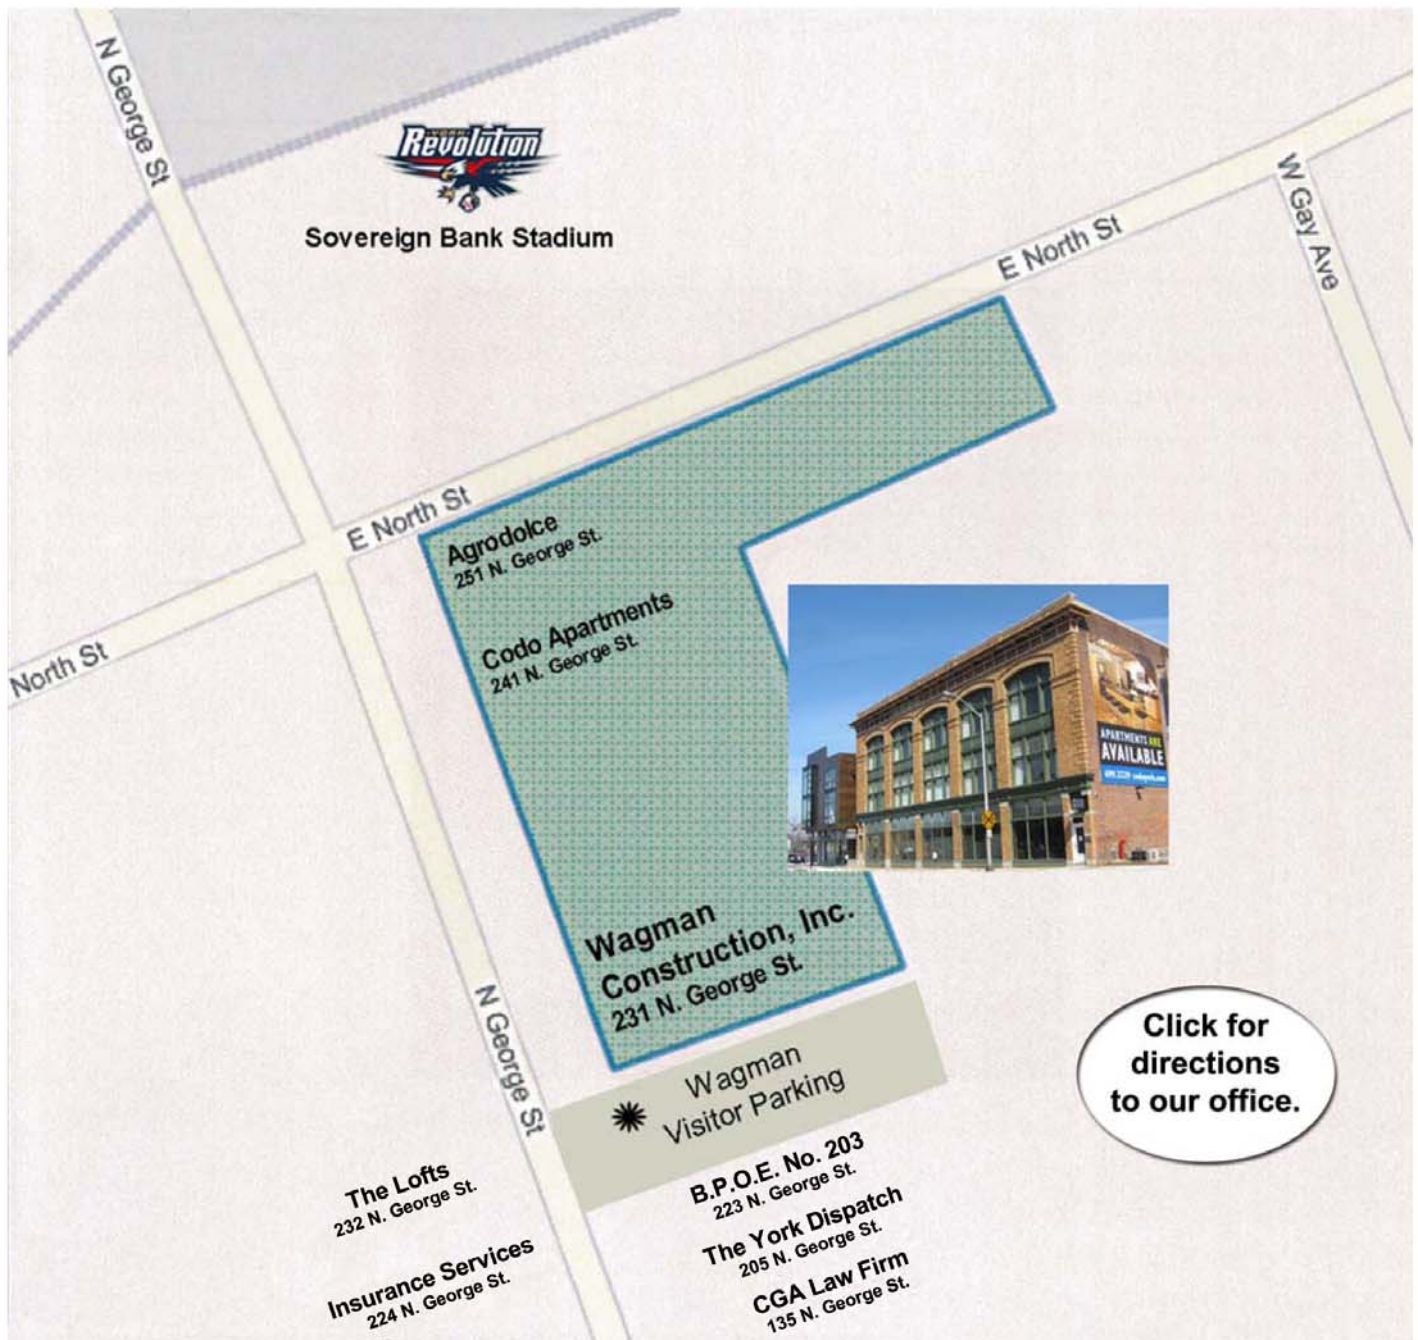 N George St
YORK
Revolution
Sovereign Bank Stadium
W Gay Ave
E North St
E North St
Agrodolce
251 N. George St.
Codo Apartments
241 N. George St.
North St
APARTMENTS ARE
AVAILABLE
Wagman
Construction, Inc.
231 N. George St.
N George St
Click for
directions
to our office.
Wagman
Visitor Parking
B.P.O.E. No. 203
223 N. George St.
The Lofts
232 N. George St.
The York Dispatch
205 N. George St.
Insurance Services
224 N. George St.
CGA Law Firm
135 N. George St.